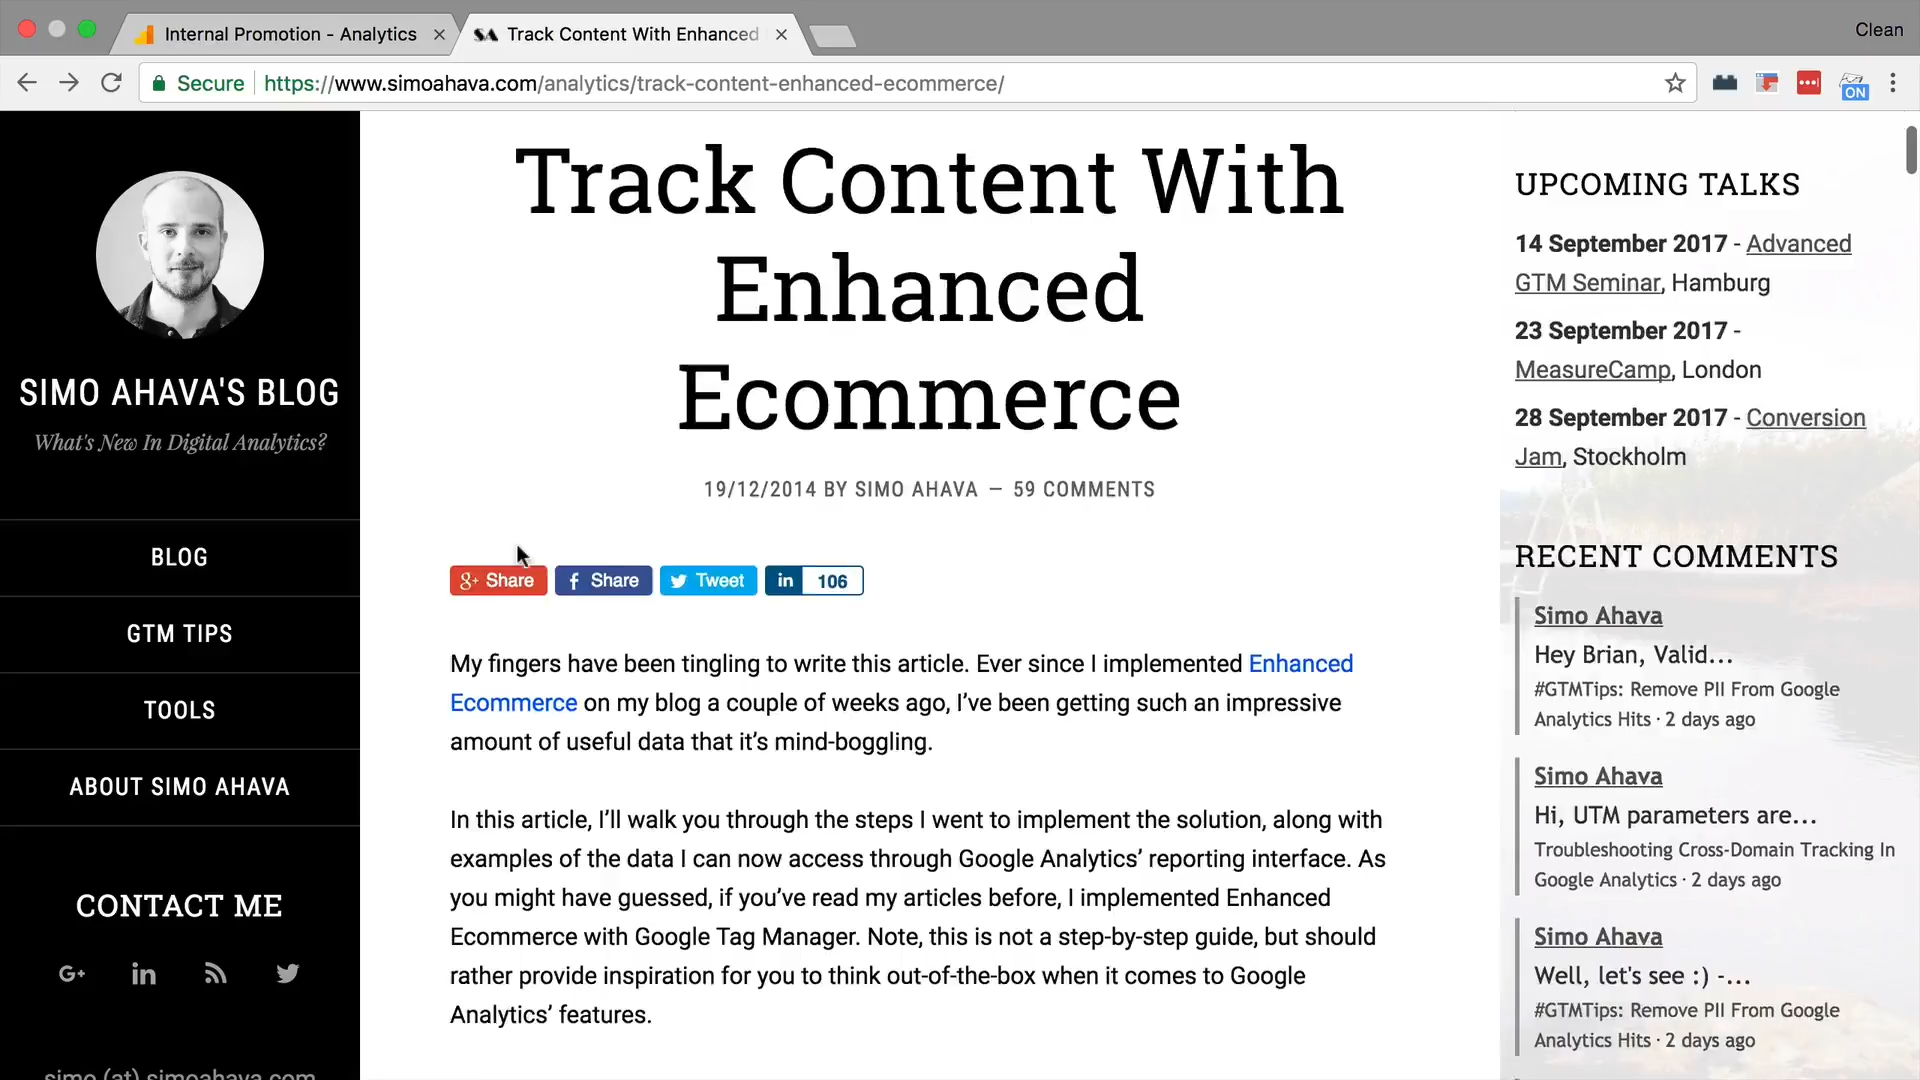 Internal Promotion - Analytics
Track Content With Enhanced
Clean
Secure
https://www.simoahava.com/analytics/track-content-enhanced-ecommerce/
ON
SIMO AHAVA'S BLOG
What's New In Digital Analytics?
BLOG
GTM TIPS
TOOLS
ABOUT SIMO AHAVA
CONTACT ME
G+ in
simo (at) simoahava.com
Track Content With
Enhanced
Ecommerce
19/12/2014 BY SIMO AHAVA — 59 COMMENTS
g+ Share f Share Tweet in 106
My fingers have been tingling to write this article. Ever since I implemented Enhanced
Ecommerce on my blog a couple of weeks ago, I’ve been getting such an impressive
amount of useful data that it’s mind-boggling.
In this article, I’ll walk you through the steps I went to implement the solution, along with
examples of the data I can now access through Google Analytics’ reporting interface. As
you might have guessed, if you’ve read my articles before, I implemented Enhanced
Ecommerce with Google Tag Manager. Note, this is not a step-by-step guide, but should
rather provide inspiration for you to think out-of-the-box when it comes to Google
Analytics’ features.
UPCOMING TALKS
14 September 2017 - Advanced
GTM Seminar, Hamburg
23 September 2017 -
MeasureCamp, London
28 September 2017 - Conversion
Jam, Stockholm
RECENT COMMENTS
Simo Ahava
Hey Brian, Valid...
#GTMTips: Remove PII From Google
Analytics Hits · 2 days ago
Simo Ahava
Hi, UTM parameters are...
Troubleshooting Cross-Domain Tracking In
Google Analytics · 2 days ago
Simo Ahava
Well, let's see :) -...
#GTMTips: Remove PII From Google
Analytics Hits · 2 days ago